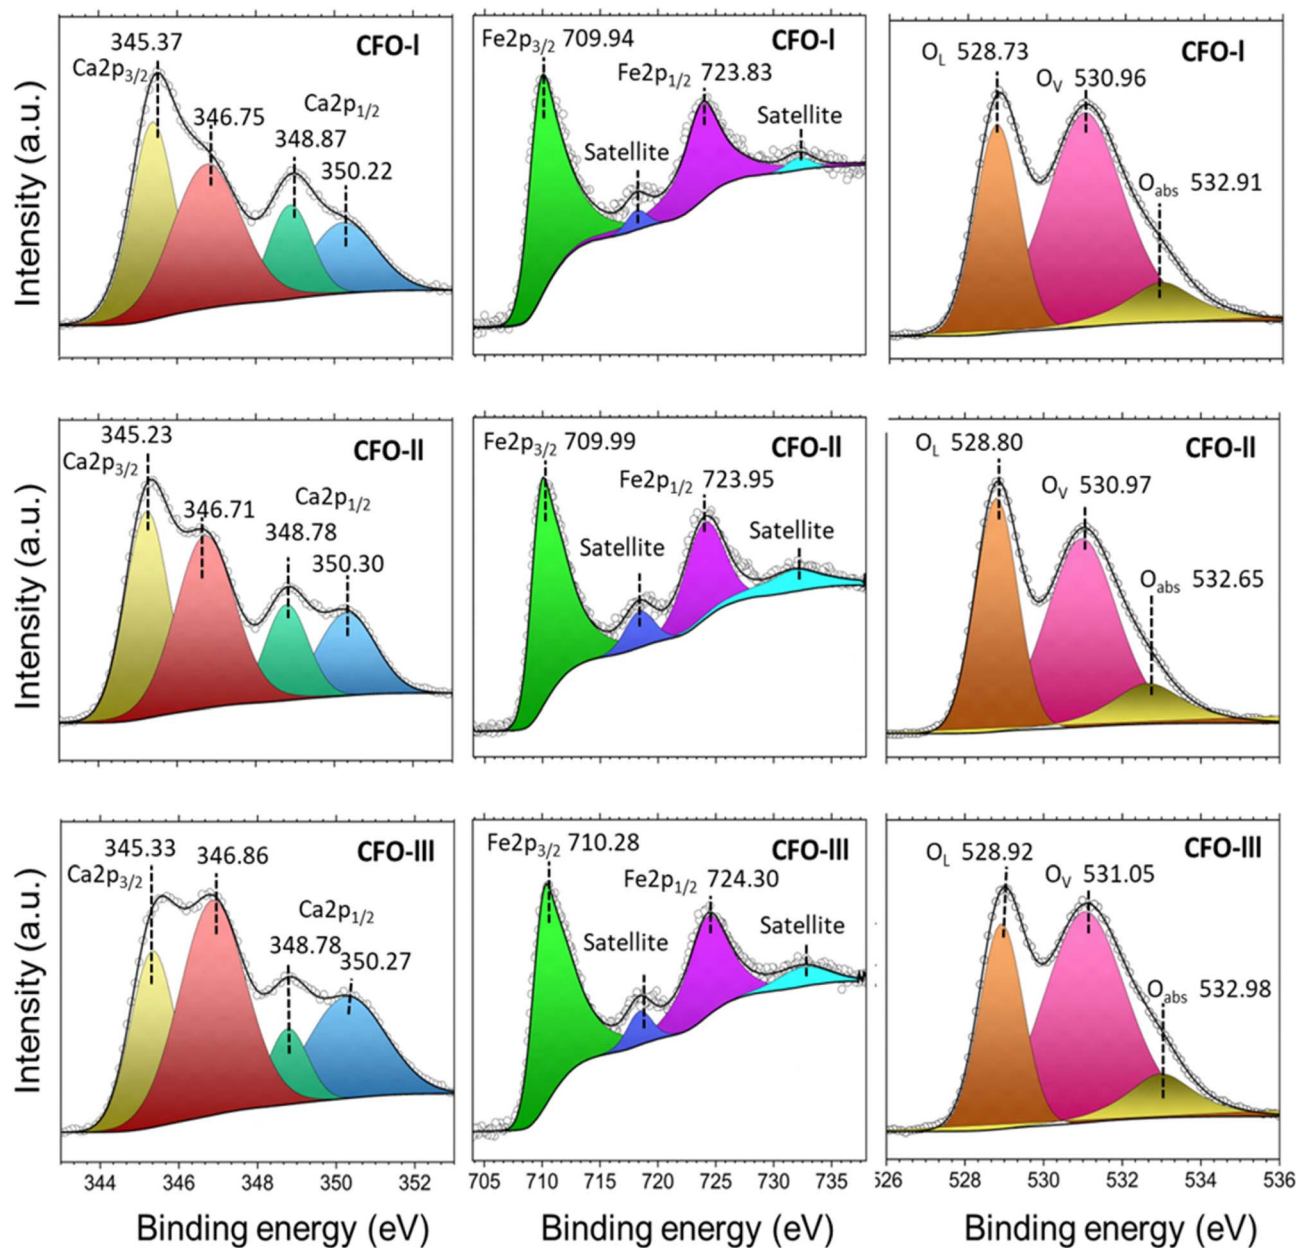 Intensity (a.u.)
345.37
CFO-I
Ca2p3/2
346.75
Ca2p1/2
348.87
350.22
Fe2p3/2 709.94
CFO-I
Fe2p1/2 723.83
Satellite
Satellite
OL 528.73
CFO-I
OV 530.96
Oabs 532.91
Intensity (a.u.)
345.23
CFO-II
Ca2p3/2
346.71
Ca2p1/2
348.78
350.30
Fe2p3/2 709.99
CFO-II
Fe2p1/2 723.95
Satellite
Satellite
OL 528.80
CFO-II
OV 530.97
Oabs 532.65
Intensity (a.u.)
345.33
346.86
CFO-III
Ca2p3/2
Ca2p1/2
348.78
350.27
Fe2p3/2 710.28
CFO-III
Fe2p1/2 724.30
Satellite
Satellite
OL 528.92
CFO-III
OV 531.05
Oabs 532.98
344 346 348 350 352
705 710 715 720 725 730 735
526 528 530 532 534 536
Binding energy (eV)
Binding energy (eV)
Binding energy (eV)